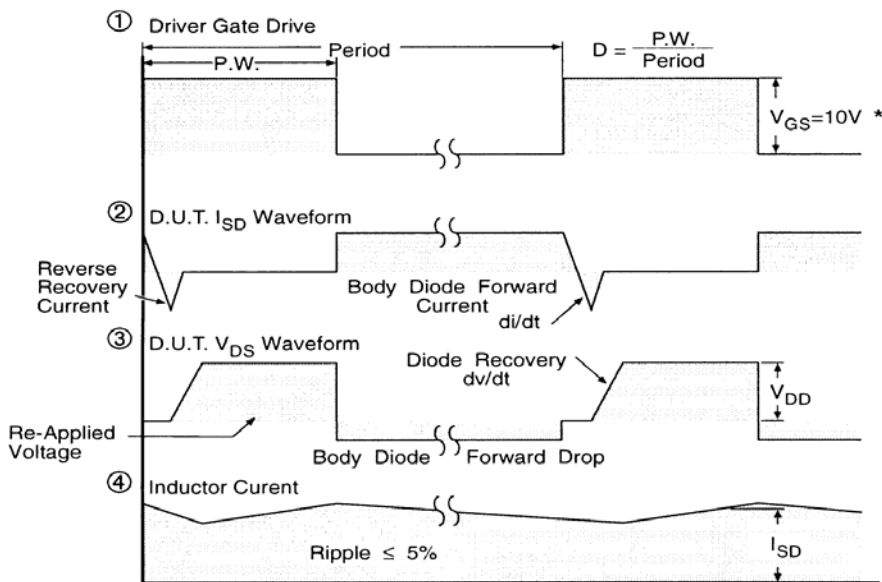 ① Driver Gate Drive
Period
P.W.
D = P.W.
Period
V_GS=10V *
② D.U.T. I_SD Waveform
Reverse
Recovery
Current
Body Diode Forward
Current
di/dt
③ D.U.T. V_DS Waveform
Diode Recovery
dv/dt
V_DD
Re-Applied
Voltage
Body Diode Forward Drop
④ Inductor Curent
Ripple ≤ 5%
I_SD